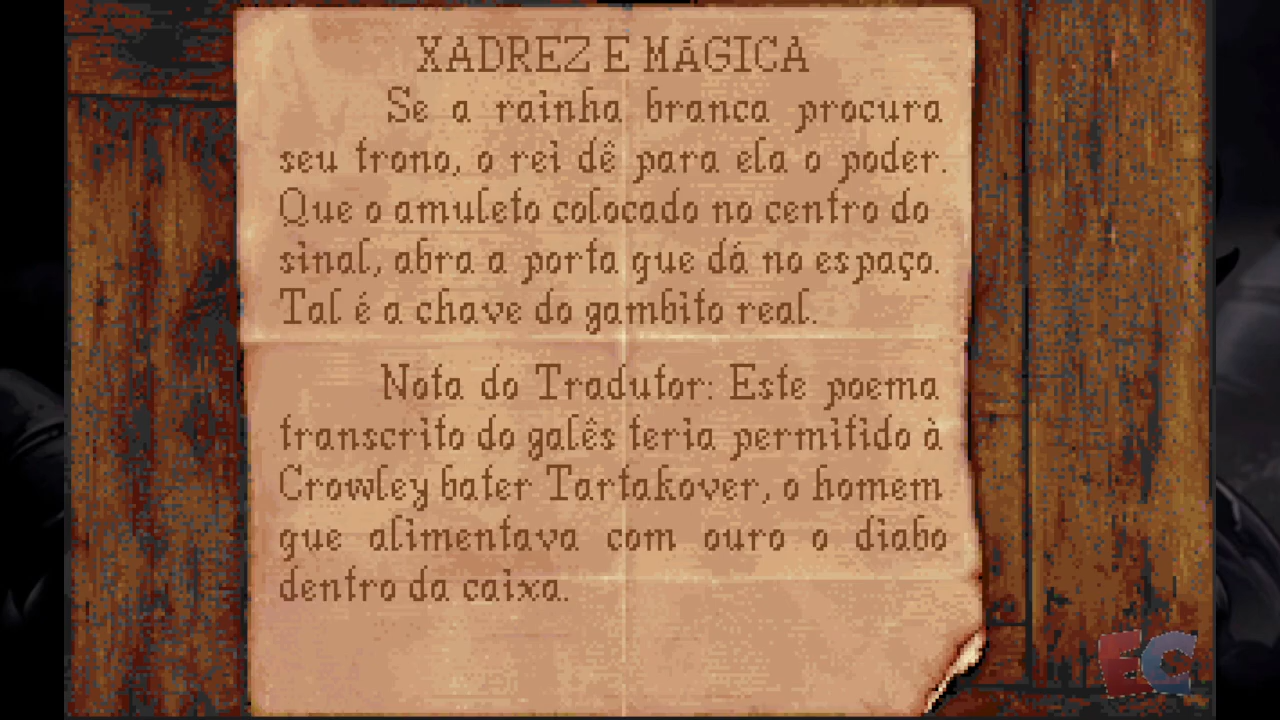 XADREZ E MÁGICA
Se a rainha branca procura
seu trono, o rei dê para ela o poder.
Que o amuleto colocado no centro do
sinal, abra a porta que dá no espaço.
Tal é a chave do gambito real.
Nota do Tradutor: Este poema
transcrito do galês teria permitido à
Crowley bater Tartakover, o homem
que alimentava com ouro o diabo
dentro da caixa.
EC